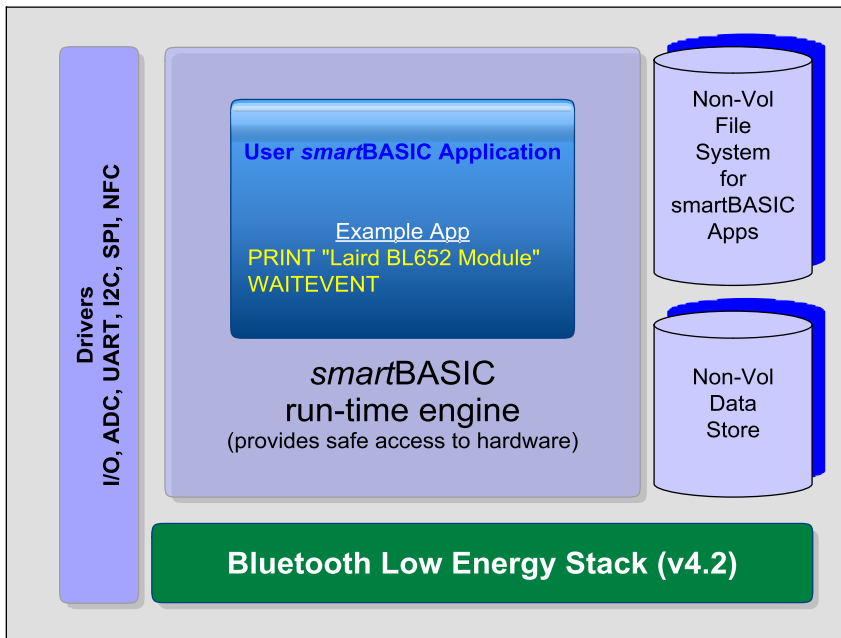 Drivers
I/O, ADC, UART, I2C, SPI, NFC
User smartBASIC Application
Example App
PRINT "Laird BL652 Module"
WAITEVENT
smartBASIC
run-time engine
(provides safe access to hardware)
Non-Vol
File
System
for
smartBASIC
Apps
Non-Vol
Data
Store
Bluetooth Low Energy Stack (v4.2)